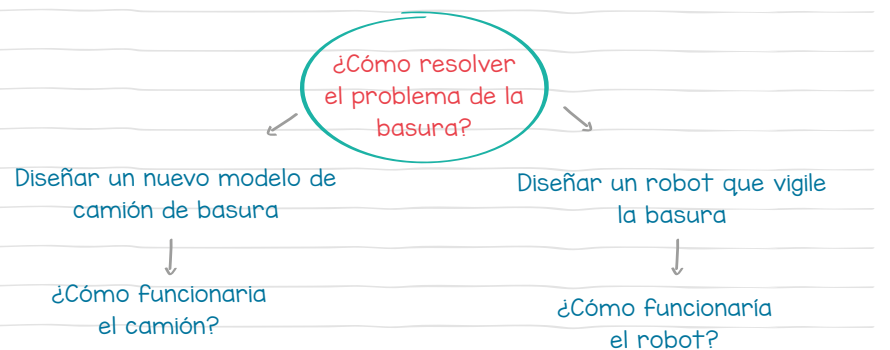 ¿Cómo resolver
el problema de la
basura?
Diseñar un nuevo modelo de
camión de basura
Diseñar un robot que vigile
la basura
¿Cómo funcionaria
el camión?
¿Cómo funcionaría
el robot?